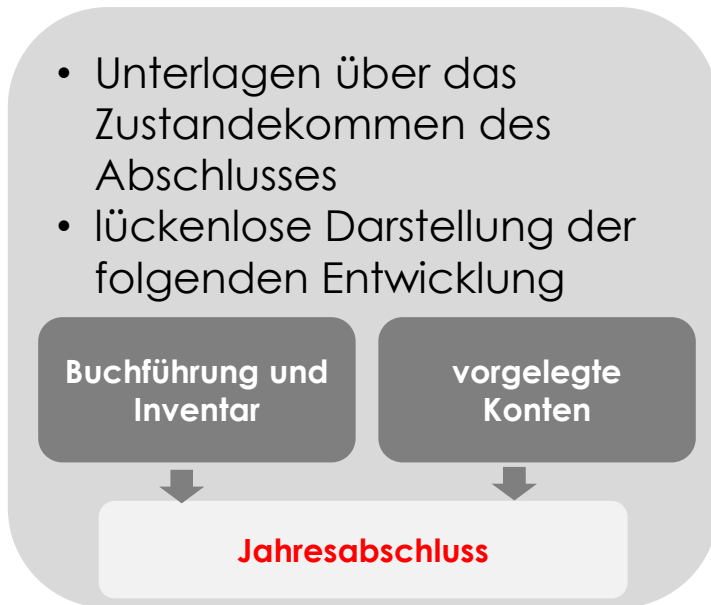 • Unterlagen über das
Zustandekommen des
Abschlusses
• lückenlose Darstellung der
folgenden Entwicklung
Buchführung und
Inventar
vorgelegte
Konten
Jahresabschluss